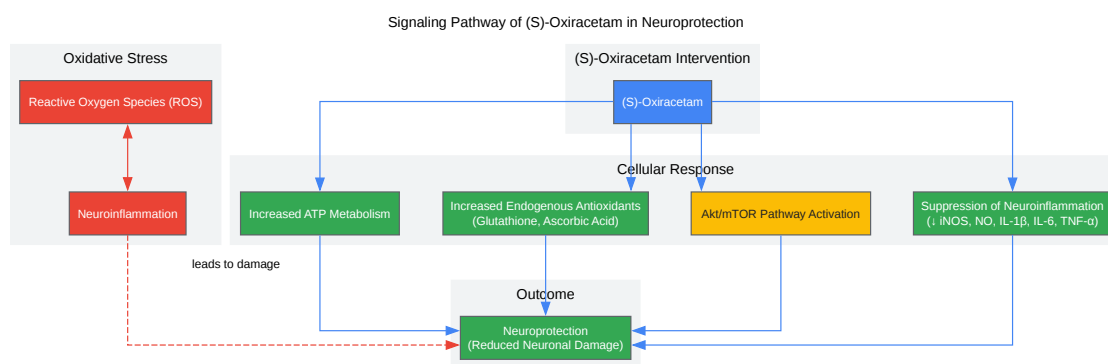 Signaling Pathway of (S)-Oxiracetam in Neuroprotection
Oxidative Stress
(S)-Oxiracetam Intervention
Reactive Oxygen Species (ROS)
(S)-Oxiracetam
Cellular Response
Neuroinflammation
Increased ATP Metabolism
Increased Endogenous Antioxidants
(Glutathione, Ascorbic Acid)
Akt/mTOR Pathway Activation
Suppression of Neuroinflammation
(↓ iNOS, NO, IL-1β, IL-6, TNF-α)
leads to damage
Outcome
Neuroprotection
(Reduced Neuronal Damage)